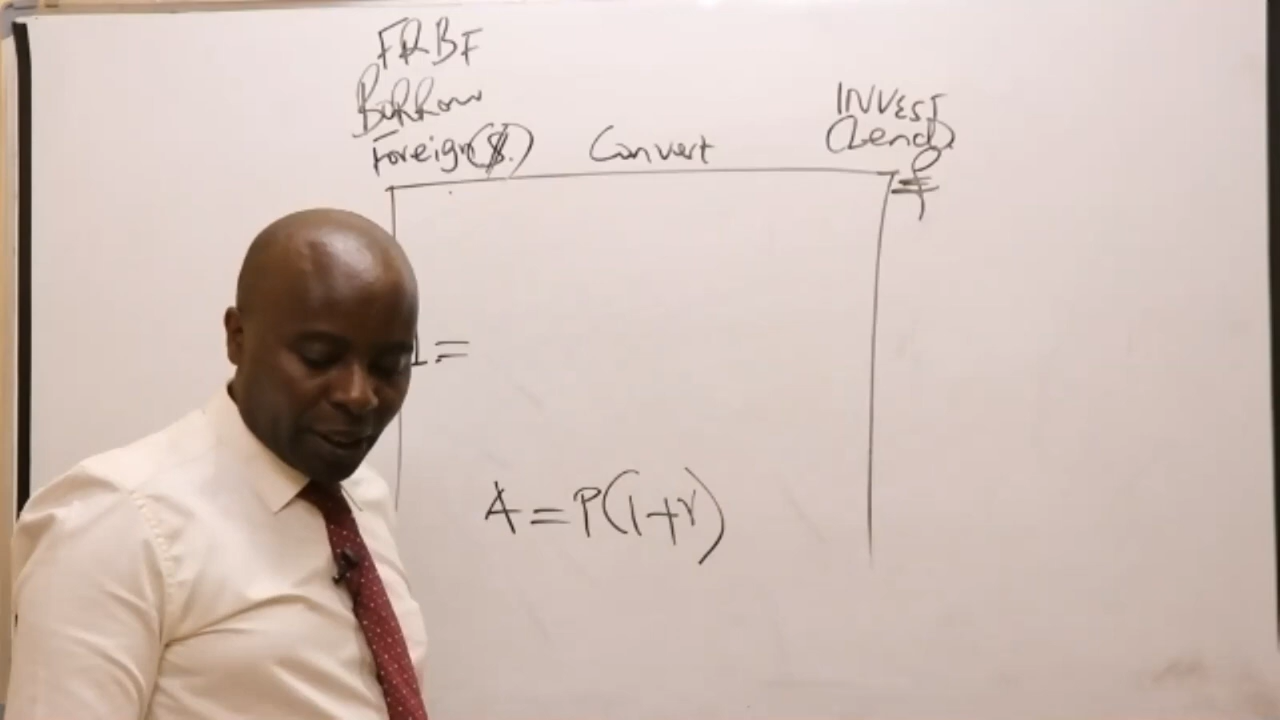 FRBF
Borrow
Foreign($) Convert
INVEST
(Lend)
£
1 =
A = P(1+r)